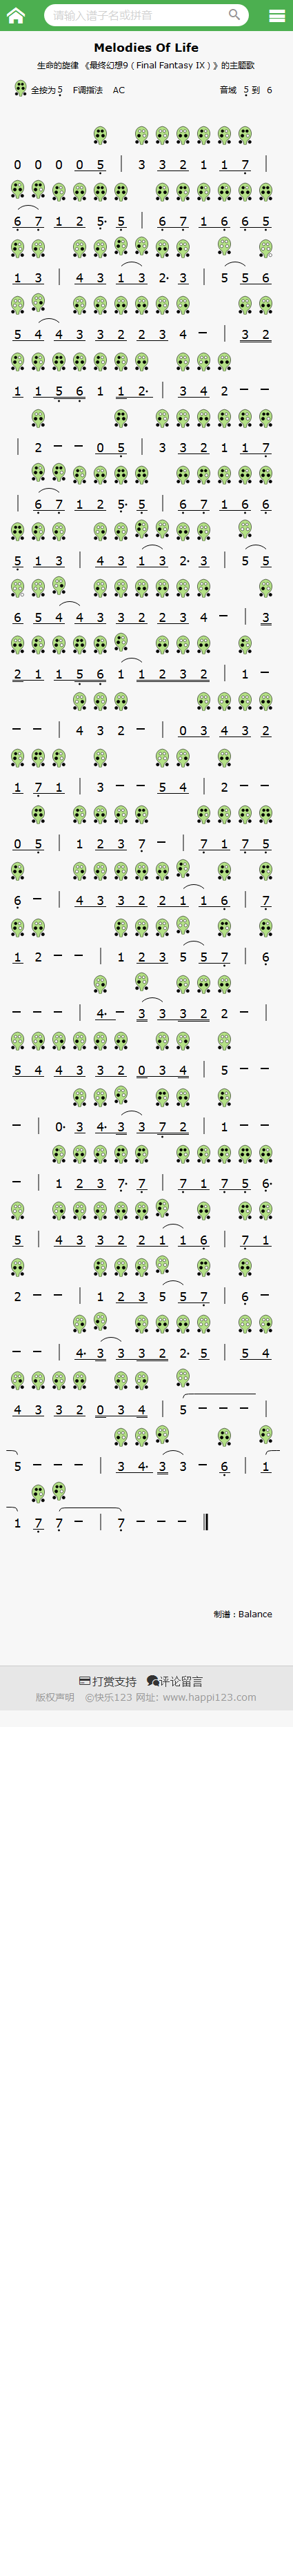 请输入谱子名或拼音
Melodies Of Life
生命的旋律 《最终幻想9（Final Fantasy IX）》的主题歌
全按为 5̣ F调指法 AC 音域 5̣ 到 6
0 0 0 0 5̣ | 3 3 2 1 1 7̣ |
6̣ 7̣ 1 2 5̣· 5̣ | 6̣ 7̣ 1 6̣ 6̣ 5̣
1 3 | 4 3 1 3 2· 3 | 5 5 6
5 4 4 3 3 2 2 3 4 − | 3 2
1 1 5̣ 6̣ 1 1 2· | 3 4 2 − −
| 2 − − 0 5̣ | 3 3 2 1 1 7̣
| 6̣ 7̣ 1 2 5̣· 5̣ | 6̣ 7̣ 1 6̣ 6̣
5̣ 1 3 | 4 3 1 3 2· 3 | 5 5
6 5 4 4 3 3 2 2 3 4 − | 3
2 1 1 5̣ 6̣ 1 1 2 3 2 | 1 −
− − | 4 3 2 − | 0 3 4 3 2
1 7̣ 1 | 3 − − 5 4 | 2 − −
0 5̣ | 1 2 3 7̣ − | 7̣ 1 7̣ 5̣
6̣ − | 4 3 3 2 2 1 1 6̣ | 7̣
1 2 − − | 1 2 3 5 5 7̣ | 6̣
− − − | 4· − 3 3 3 2 2 − |
5 4 4 3 3 2 0 3 4 | 5 − −
− | 0· 3 4· 3 3 7̣ 2 | 1 − −
− | 1 2 3 7̣· 7̣ | 7̣ 1 7̣ 5̣ 6̣·
5 | 4 3 3 2 2 1 1 6̣ | 7̣ 1
2 − − | 1 2 3 5 5 7̣ | 6̣ −
− − | 4· 3 3 3 2 2· 5 | 5 4
4 3 3 2 0 3 4 | 5 − − − |
5 − − − | 3 4· 3 3 − 6̣ | 1
1 7̣ 7̣ − | 7̣ − − − ‖
制谱：Balance
打赏支持 评论留言
版权声明 ©快乐123 网址: www.happi123.com